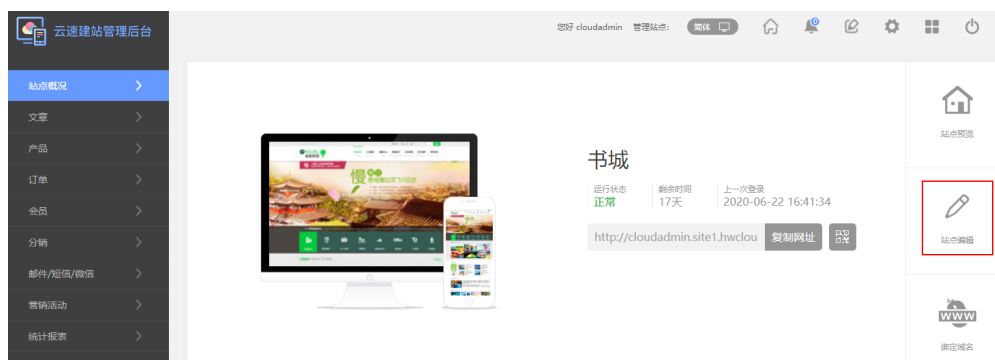 云速建站管理后台
您好 cloudadmin 管理站点： 简体
0
站点概况
文章
产品
订单
会员
分销
邮件/短信/微信
营销活动
统计报表
慢
书城
运行状态 剩余时间 上一次登录
正常 17天 2020-06-22 16:41:34
http://cloudadmin.site1.hwclou 复制网址
站点预览
站点编辑
WWW
绑定域名